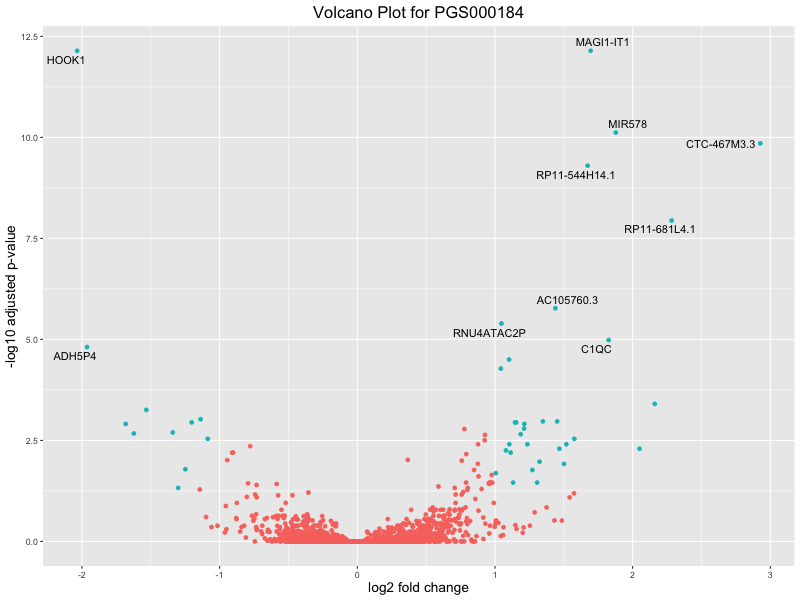 Volcano Plot for PGS000184
12.5
MAGI1-IT1
HOOK1
MIR578
10.0
CTC-467M3.3
RP11-544H14.1
RP11-681L4.1
7.5
-log10 adjusted p-value
AC105760.3
RNU4ATAC2P
5.0
C1QC
ADH5P4
2.5
0.0
-2 -1 0 1 2 3
log2 fold change